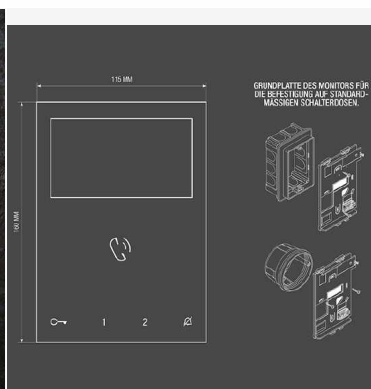 115 MM
GRUNDPLATTE DES MONITORS FÜR
DIE BEFESTIGUNG AUF STANDARD-
MÄSSIGEN SCHALTERDOSEN.
160 MM
1 2